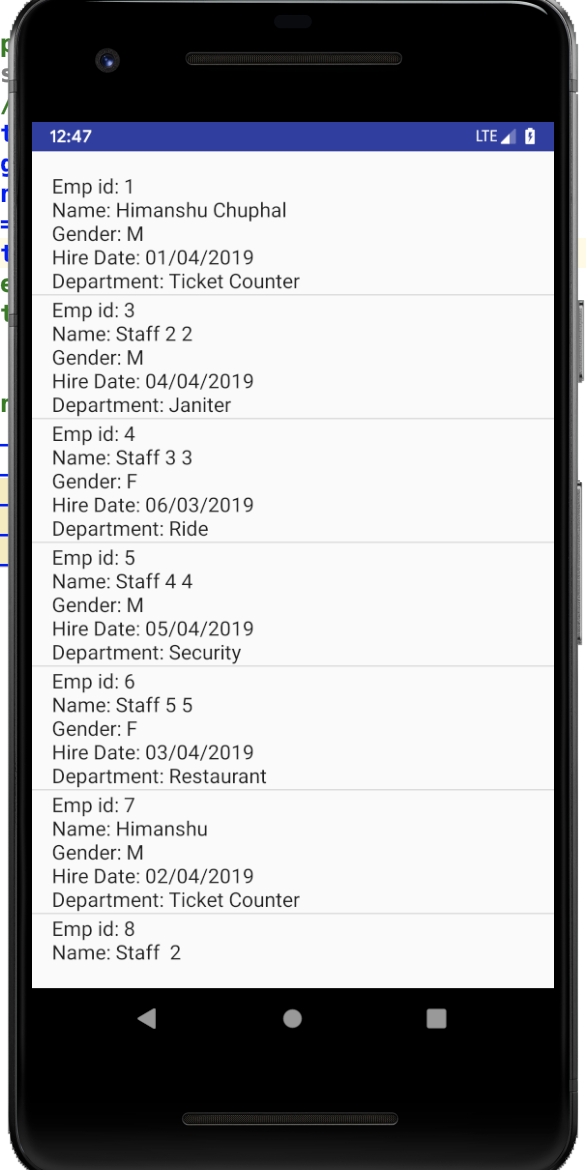 12:47 LTE
Emp id: 1
Name: Himanshu Chuphal
Gender: M
Hire Date: 01/04/2019
Department: Ticket Counter
Emp id: 3
Name: Staff 2 2
Gender: M
Hire Date: 04/04/2019
Department: Janiter
Emp id: 4
Name: Staff 3 3
Gender: F
Hire Date: 06/03/2019
Department: Ride
Emp id: 5
Name: Staff 4 4
Gender: M
Hire Date: 05/04/2019
Department: Security
Emp id: 6
Name: Staff 5 5
Gender: F
Hire Date: 03/04/2019
Department: Restaurant
Emp id: 7
Name: Himanshu
Gender: M
Hire Date: 02/04/2019
Department: Ticket Counter
Emp id: 8
Name: Staff  2